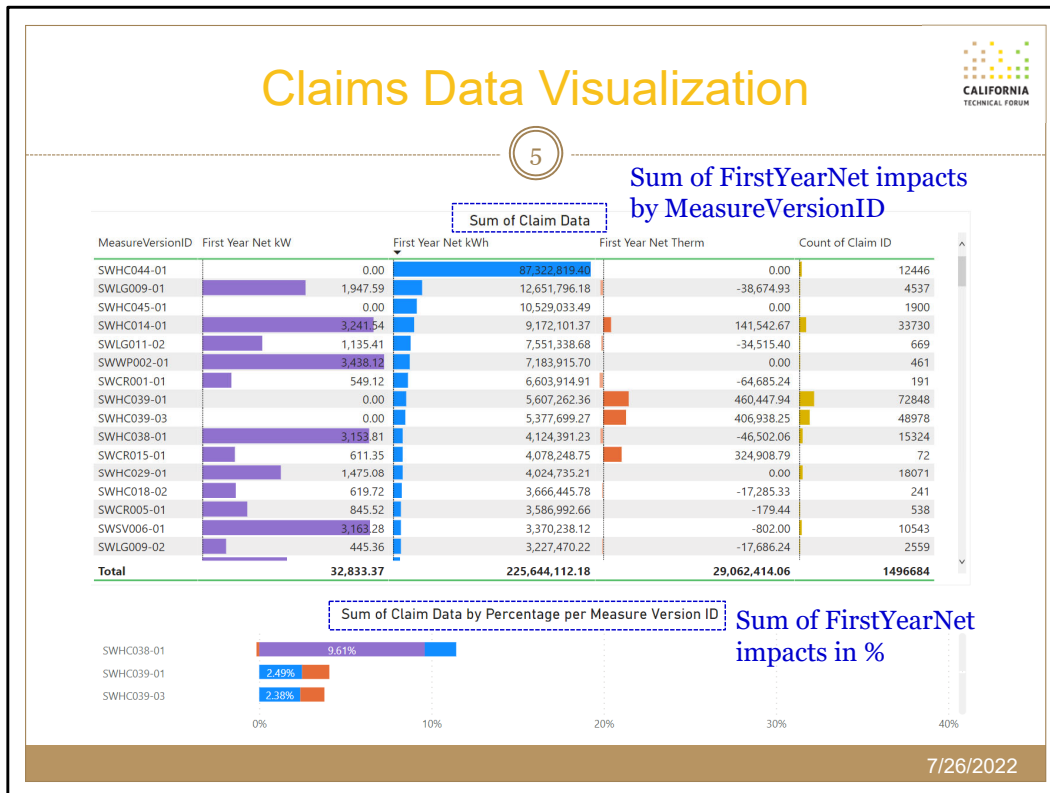 Claims Data Visualization
CALIFORNIA
TECHNICAL FORUM
5
Sum of FirstYearNet impacts
by MeasureVersionID
Sum of Claim Data
MeasureVersionID First Year Net kW First Year Net kWh First Year Net Therm Count of Claim ID
SWHC044-01 0.00 87,322,819.40 0.00 12446
SWLG009-01 1,947.59 12,651,796.18 -38,674.93 4537
SWHC045-01 0.00 10,529,033.49 0.00 1900
SWHC014-01 3,241.54 9,172,101.37 141,542.67 33730
SWLG011-02 1,135.41 7,551,338.68 -34,515.40 669
SWWP002-01 3,438.12 7,183,915.70 0.00 461
SWCR001-01 549.12 6,603,914.91 -64,685.24 191
SWHC039-01 0.00 5,607,262.36 460,447.94 72848
SWHC039-03 0.00 5,377,699.27 406,938.25 48978
SWHC038-01 3,153.81 4,124,391.23 -46,502.06 15324
SWCR015-01 611.35 4,078,248.75 324,908.79 72
SWHC029-01 1,475.08 4,024,735.21 0.00 18071
SWHC018-02 619.72 3,666,445.78 -17,285.33 241
SWCR005-01 845.52 3,586,992.66 -179.44 538
SWSV006-01 3,163.28 3,370,238.12 -802.00 10543
SWLG009-02 445.36 3,227,470.22 -17,686.24 2559
Total 32,833.37 225,644,112.18 29,062,414.06 1496684
Sum of Claim Data by Percentage per Measure Version ID
Sum of FirstYearNet
impacts in %
SWHC038-01 9.61%
SWHC039-01 2.49%
SWHC039-03 2.38%
0% 10% 20% 30% 40%
7/26/2022